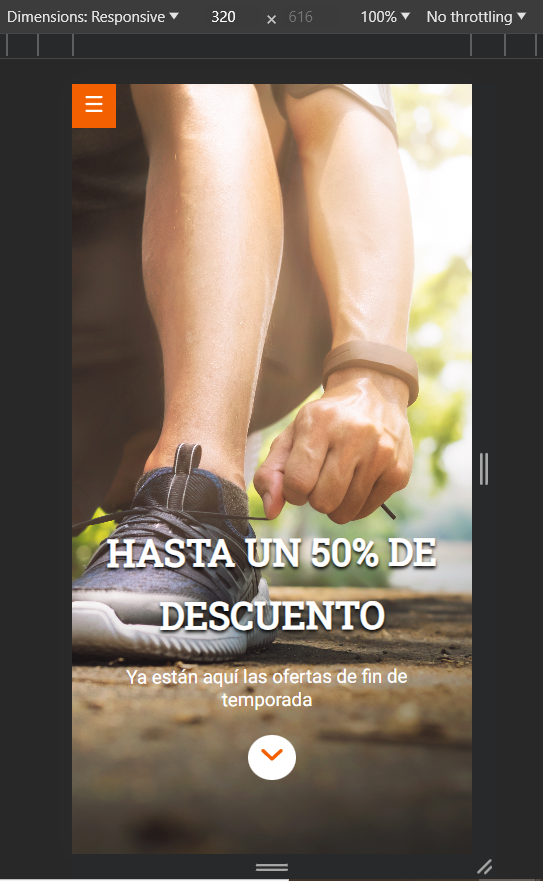 Dimensions: Responsive 320 × 616 100% No throttling
HASTA UN 50% DE
DESCUENTO
Ya están aquí las ofertas de fin de
temporada